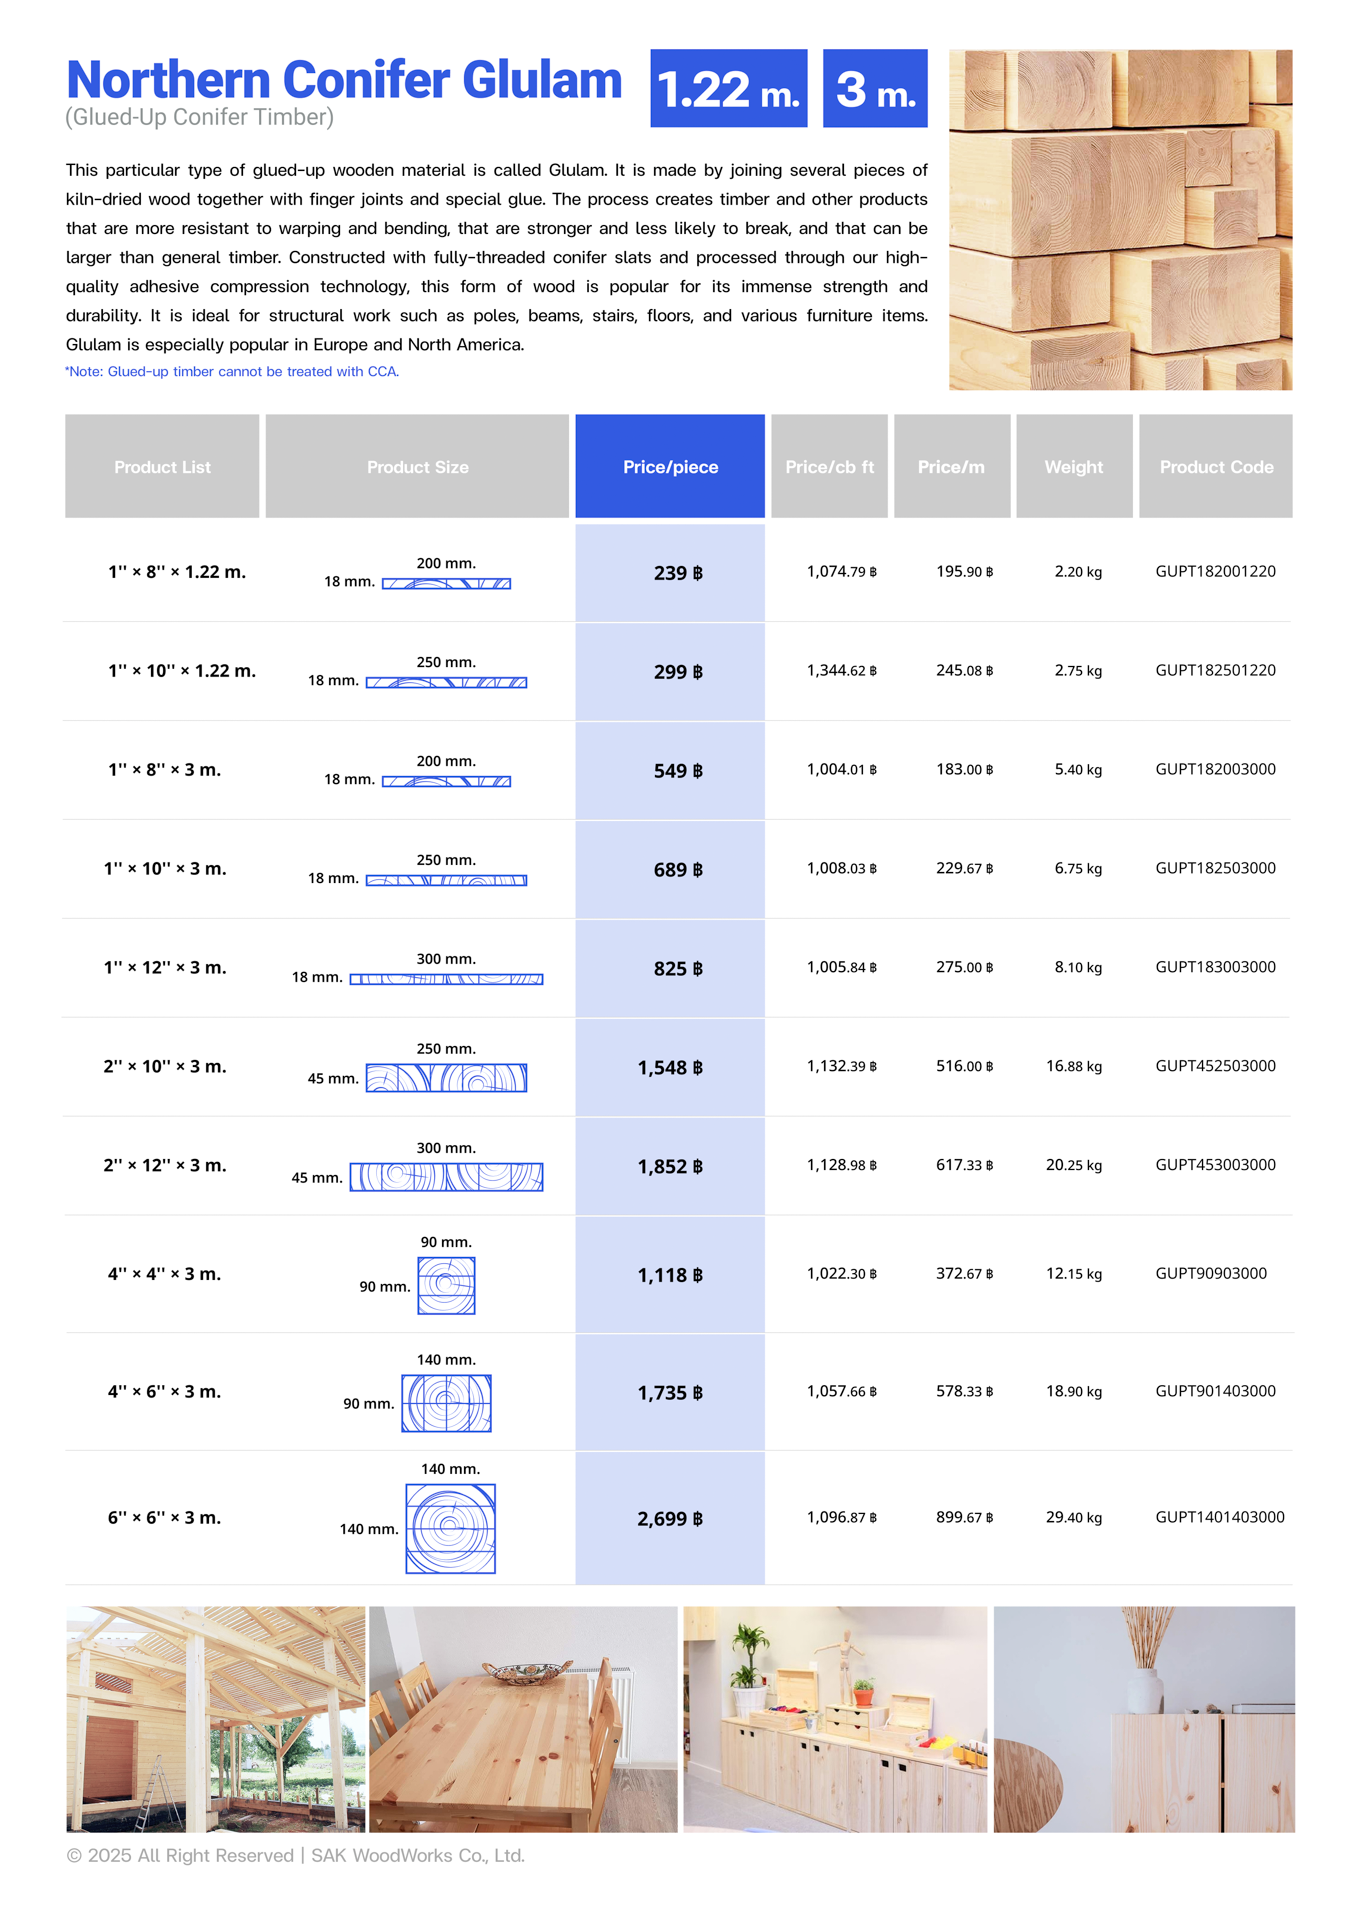 Northern Conifer Glulam
(Glued-Up Conifer Timber)
1.22 m.
3 m.
This particular type of glued-up wooden material is called Glulam. It is made by joining several pieces of
kiln-dried wood together with finger joints and special glue. The process creates timber and other products
that are more resistant to warping and bending, that are stronger and less likely to break, and that can be
larger than general timber. Constructed with fully-threaded conifer slats and processed through our high-
quality adhesive compression technology, this form of wood is popular for its immense strength and
durability. It is ideal for structural work such as poles, beams, stairs, floors, and various furniture items.
Glulam is especially popular in Europe and North America.
*Note: Glued-up timber cannot be treated with CCA.
Product List Product Size Price/piece Price/cb ft Price/m Weight Product Code
200 mm.
1'' × 8'' × 1.22 m. 18 mm. 239 ฿ 1,074.79 ฿ 195.90 ฿ 2.20 kg GUPT182001220
250 mm.
1'' × 10'' × 1.22 m. 18 mm. 299 ฿ 1,344.62 ฿ 245.08 ฿ 2.75 kg GUPT182501220
200 mm.
1'' × 8'' × 3 m. 18 mm. 549 ฿ 1,004.01 ฿ 183.00 ฿ 5.40 kg GUPT182003000
250 mm.
1'' × 10'' × 3 m. 18 mm. 689 ฿ 1,008.03 ฿ 229.67 ฿ 6.75 kg GUPT182503000
300 mm.
1'' × 12'' × 3 m. 18 mm. 825 ฿ 1,005.84 ฿ 275.00 ฿ 8.10 kg GUPT183003000
250 mm.
2'' × 10'' × 3 m. 45 mm. 1,548 ฿ 1,132.39 ฿ 516.00 ฿ 16.88 kg GUPT452503000
300 mm.
2'' × 12'' × 3 m. 45 mm. 1,852 ฿ 1,128.98 ฿ 617.33 ฿ 20.25 kg GUPT453003000
90 mm.
4'' × 4'' × 3 m. 90 mm. 1,118 ฿ 1,022.30 ฿ 372.67 ฿ 12.15 kg GUPT90903000
140 mm.
4'' × 6'' × 3 m. 90 mm. 1,735 ฿ 1,057.66 ฿ 578.33 ฿ 18.90 kg GUPT901403000
140 mm.
6'' × 6'' × 3 m. 140 mm. 2,699 ฿ 1,096.87 ฿ 899.67 ฿ 29.40 kg GUPT1401403000
© 2025 All Right Reserved | SAK WoodWorks Co., Ltd.